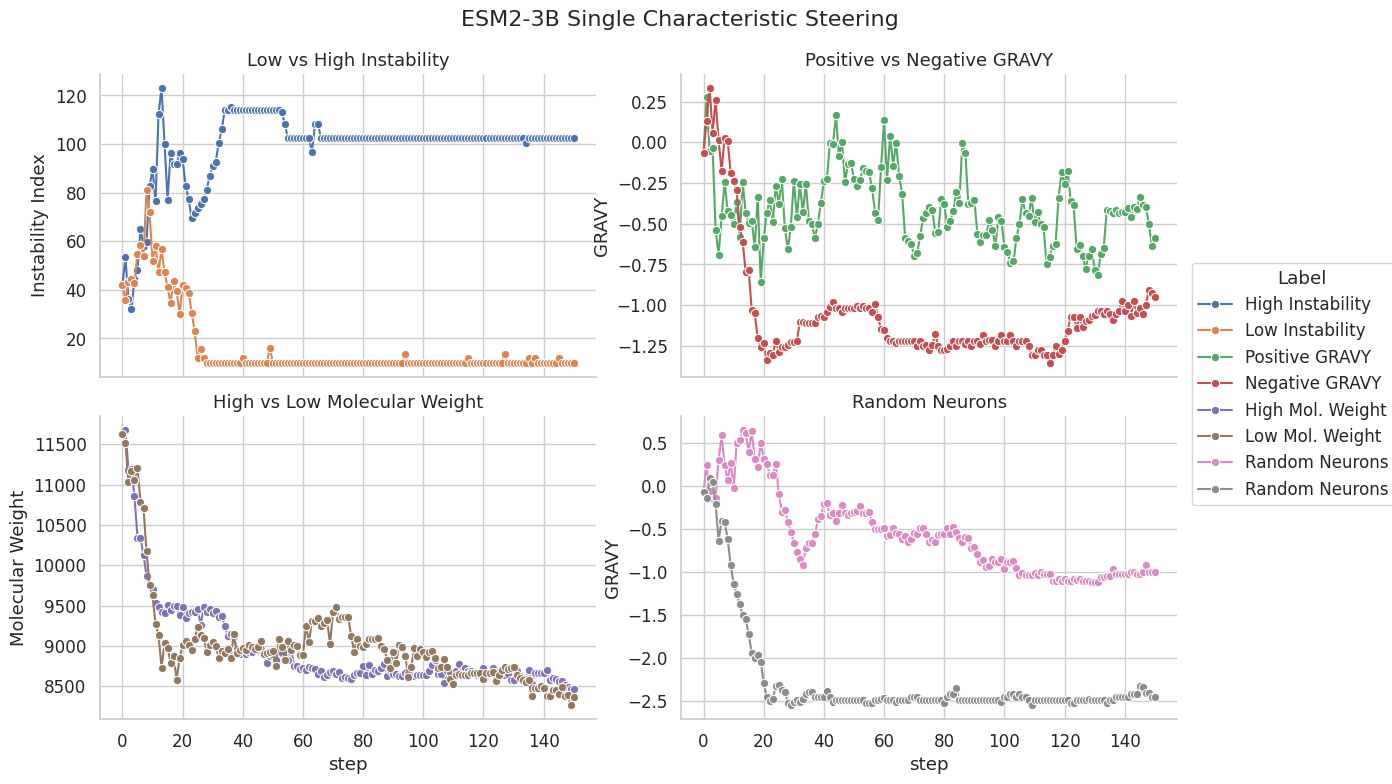 ESM2-3B Single Characteristic Steering
Low vs High Instability
Instability Index
120
100
80
60
40
20
Positive vs Negative GRAVY
GRAVY
0.25
0.00
−0.25
−0.50
−0.75
−1.00
−1.25
High vs Low Molecular Weight
Molecular Weight
11500
11000
10500
10000
9500
9000
8500
0 20 40 60 80 100 120 140
step
Random Neurons
GRAVY
0.5
0.0
−0.5
−1.0
−1.5
−2.0
−2.5
0 20 40 60 80 100 120 140
step
Label
High Instability
Low Instability
Positive GRAVY
Negative GRAVY
High Mol. Weight
Low Mol. Weight
Random Neurons
Random Neurons